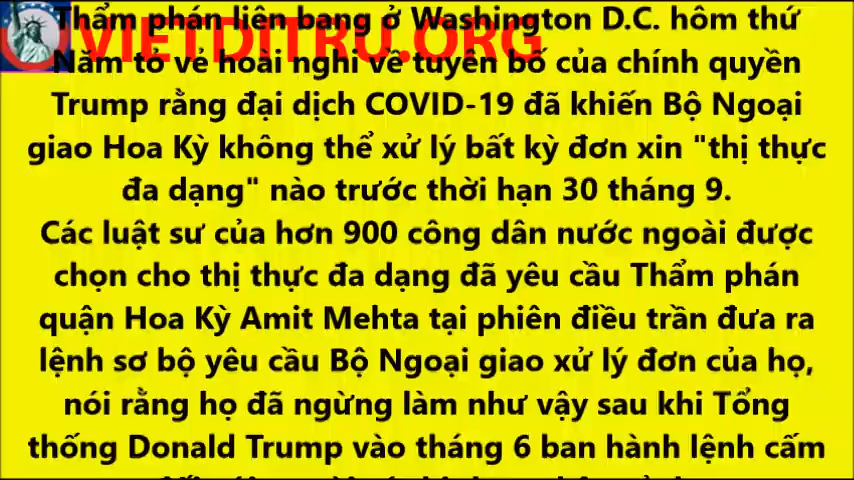 VIETDITRU.ORG
Thẩm phán liên bang ở Washington D.C. hôm thứ
Năm tỏ vẻ hoài nghi về tuyên bố của chính quyền
Trump rằng đại dịch COVID-19 đã khiến Bộ Ngoại
giao Hoa Kỳ không thể xử lý bất kỳ đơn xin "thị thực
đa dạng" nào trước thời hạn 30 tháng 9.
Các luật sư của hơn 900 công dân nước ngoài được
chọn cho thị thực đa dạng đã yêu cầu Thẩm phán
quận Hoa Kỳ Amit Mehta tại phiên điều trần đưa ra
lệnh sơ bộ yêu cầu Bộ Ngoại giao xử lý đơn của họ,
nói rằng họ đã ngừng làm như vậy sau khi Tổng
thống Donald Trump vào tháng 6 ban hành lệnh cấm